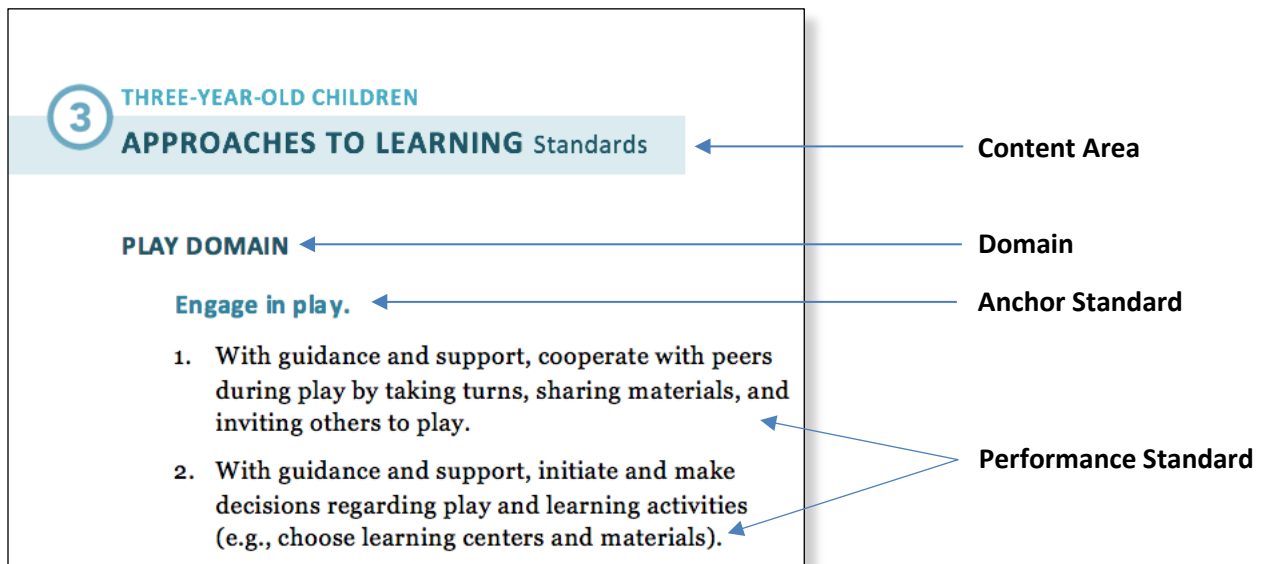 3
THREE-YEAR-OLD CHILDREN
APPROACHES TO LEARNING Standards
Content Area
PLAY DOMAIN
Domain
Engage in play.
Anchor Standard
1. With guidance and support, cooperate with peers
during play by taking turns, sharing materials, and
inviting others to play.
Performance Standard
2. With guidance and support, initiate and make
decisions regarding play and learning activities
(e.g., choose learning centers and materials).